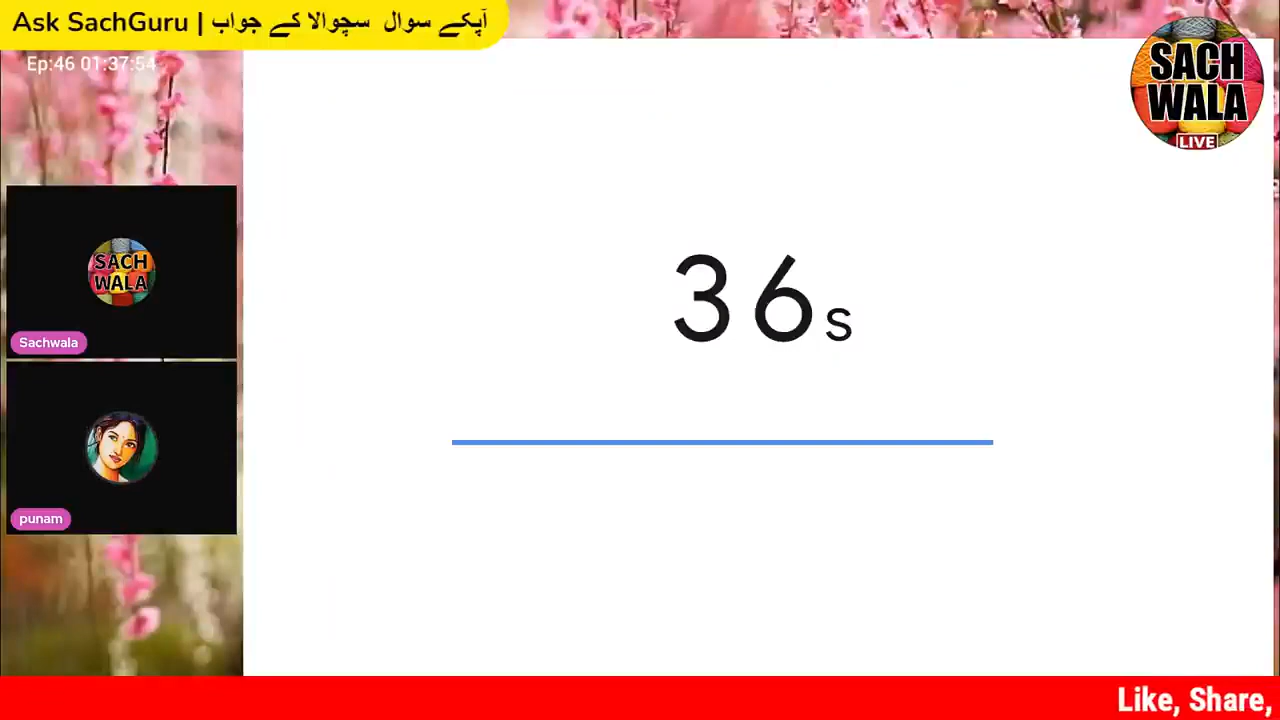 Ask SachGuru | آپکے سوال سچوالا کے جواب
Ep:46 01:37:54
SACH
WALA
LIVE
SACH
WALA
Sachwala
36s
punam
Like, Share,